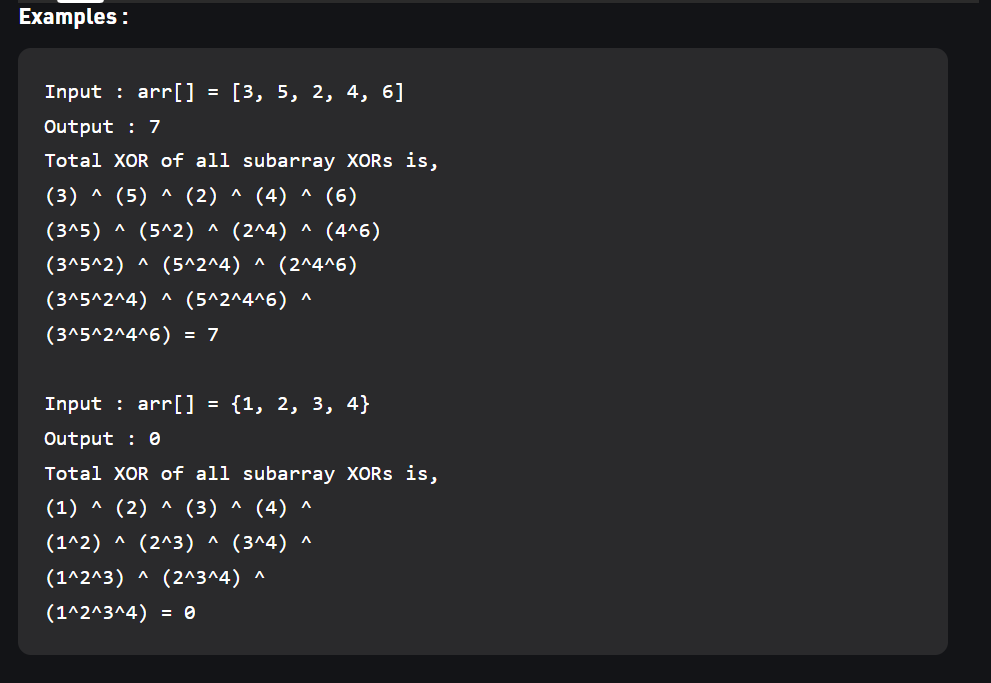 Examples :
Input : arr[] = [3, 5, 2, 4, 6]
Output : 7
Total XOR of all subarray XORs is,
(3) ^ (5) ^ (2) ^ (4) ^ (6)
(3^5) ^ (5^2) ^ (2^4) ^ (4^6)
(3^5^2) ^ (5^2^4) ^ (2^4^6)
(3^5^2^4) ^ (5^2^4^6) ^
(3^5^2^4^6) = 7
Input : arr[] = {1, 2, 3, 4}
Output : 0
Total XOR of all subarray XORs is,
(1) ^ (2) ^ (3) ^ (4) ^
(1^2) ^ (2^3) ^ (3^4) ^
(1^2^3) ^ (2^3^4) ^
(1^2^3^4) = 0